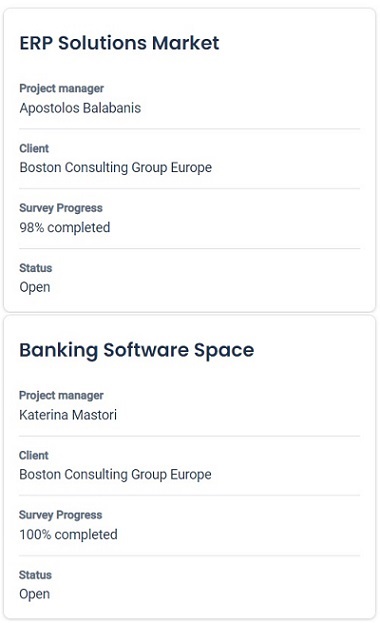 ERP Solutions Market
Project manager
Apostolos Balabanis
Client
Boston Consulting Group Europe
Survey Progress
98% completed
Status
Open
Banking Software Space
Project manager
Katerina Mastori
Client
Boston Consulting Group Europe
Survey Progress
100% completed
Status
Open